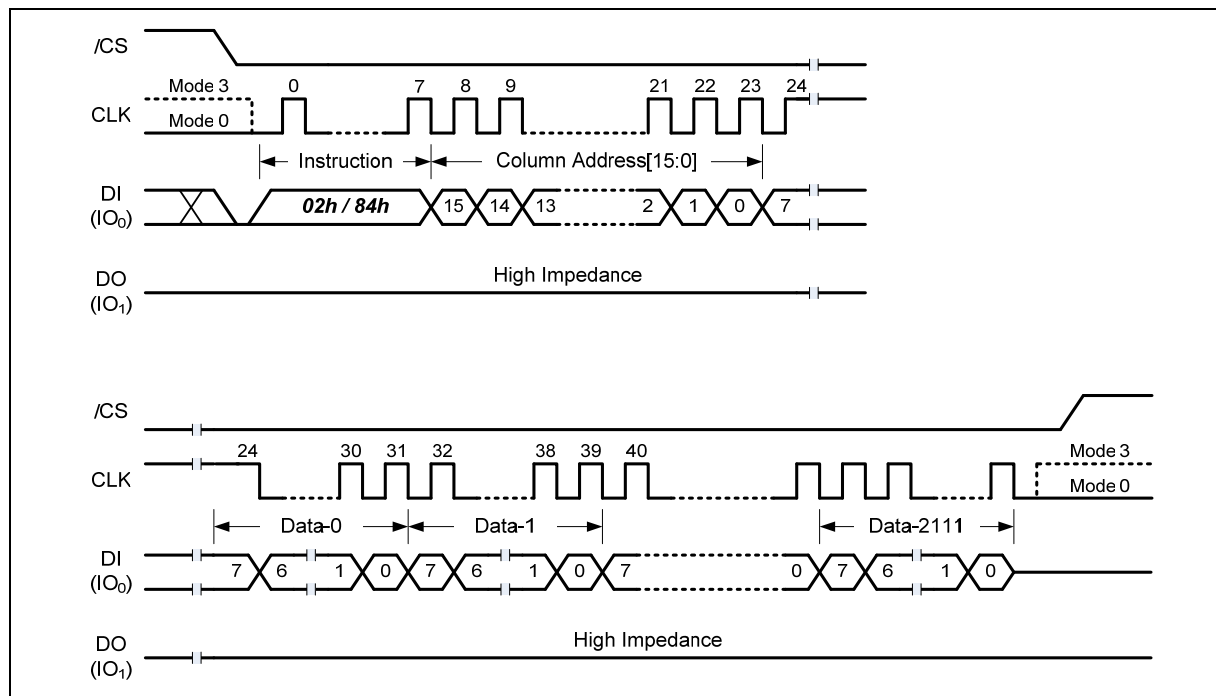 /CS
Mode 3 0 7 8 9 21 22 23 24
CLK
Mode 0
Instruction Column Address[15:0]
DI
(IO₀)
02h / 84h 15 14 13 2 1 0 7
High Impedance
DO
(IO₁)
/CS
24 30 31 32 38 39 40
Mode 3
CLK
Mode 0
Data-0 Data-1 Data-2111
DI
(IO₀)
7 6 1 0 7 6 1 0 7 0 7 6 1 0
High Impedance
DO
(IO₁)